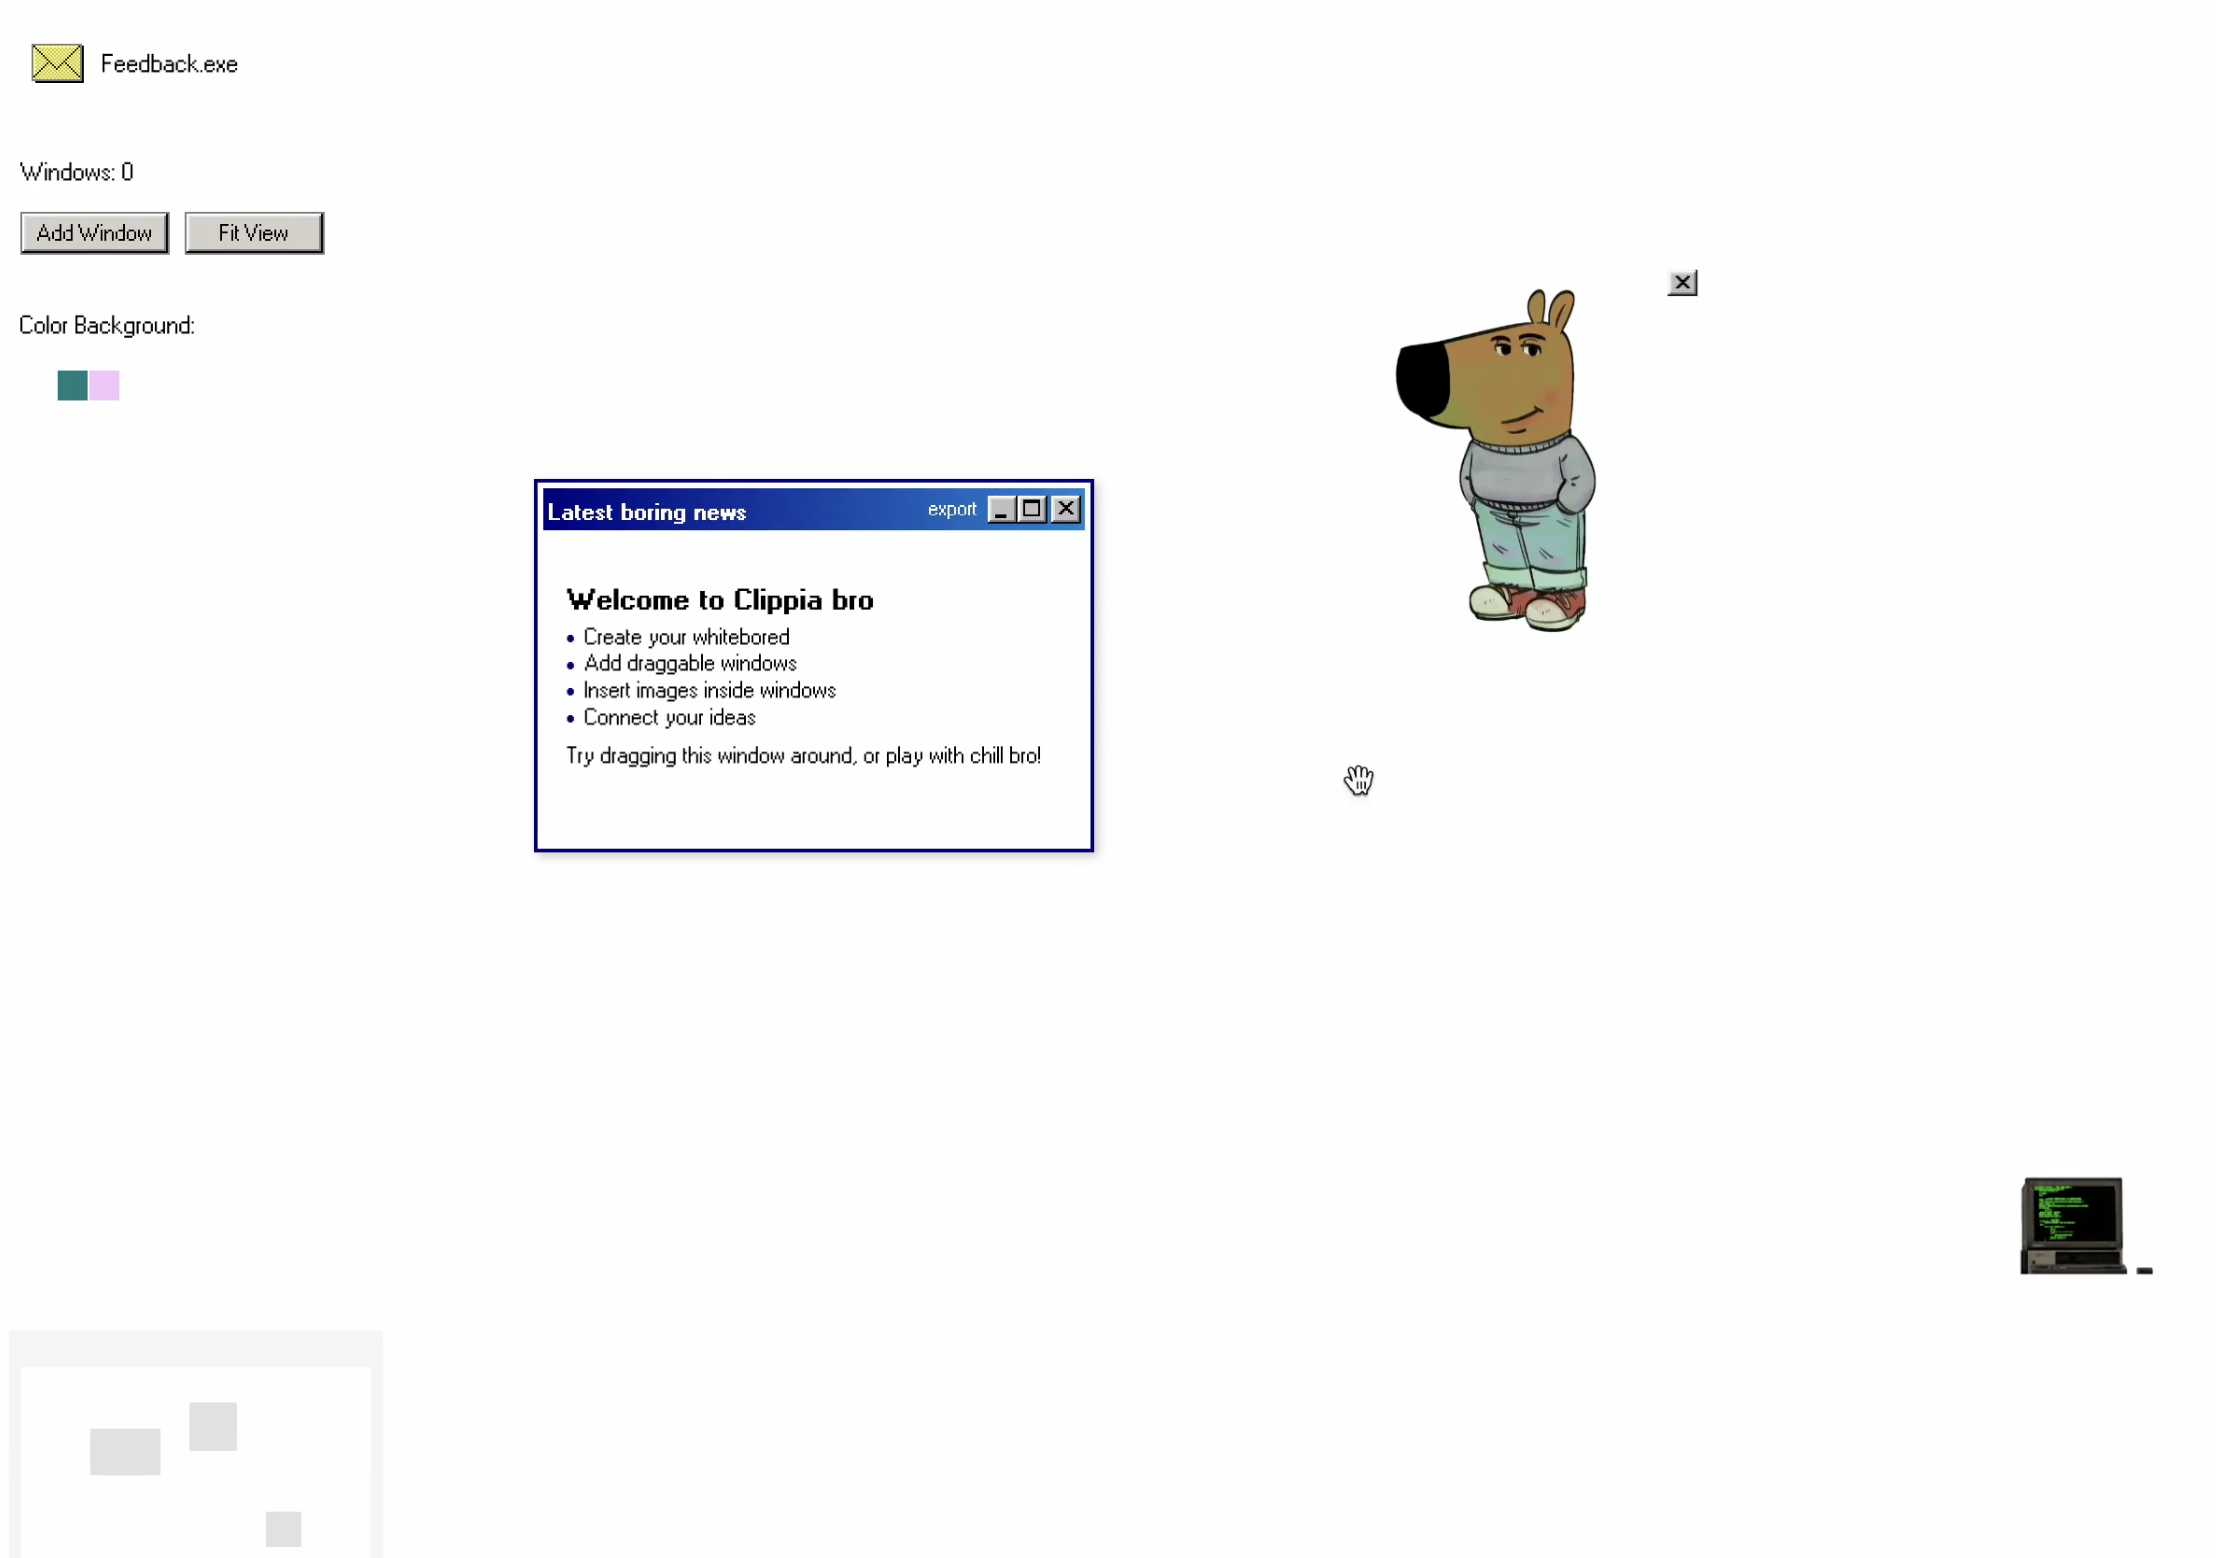 Feedback.exe
Windows: 0
Add Window
Fit View
Color Background:
Latest boring news
export
Welcome to Clippia bro
• Create your whitebored
• Add draggable windows
• Insert images inside windows
• Connect your ideas
Try dragging this window around, or play with chill bro!